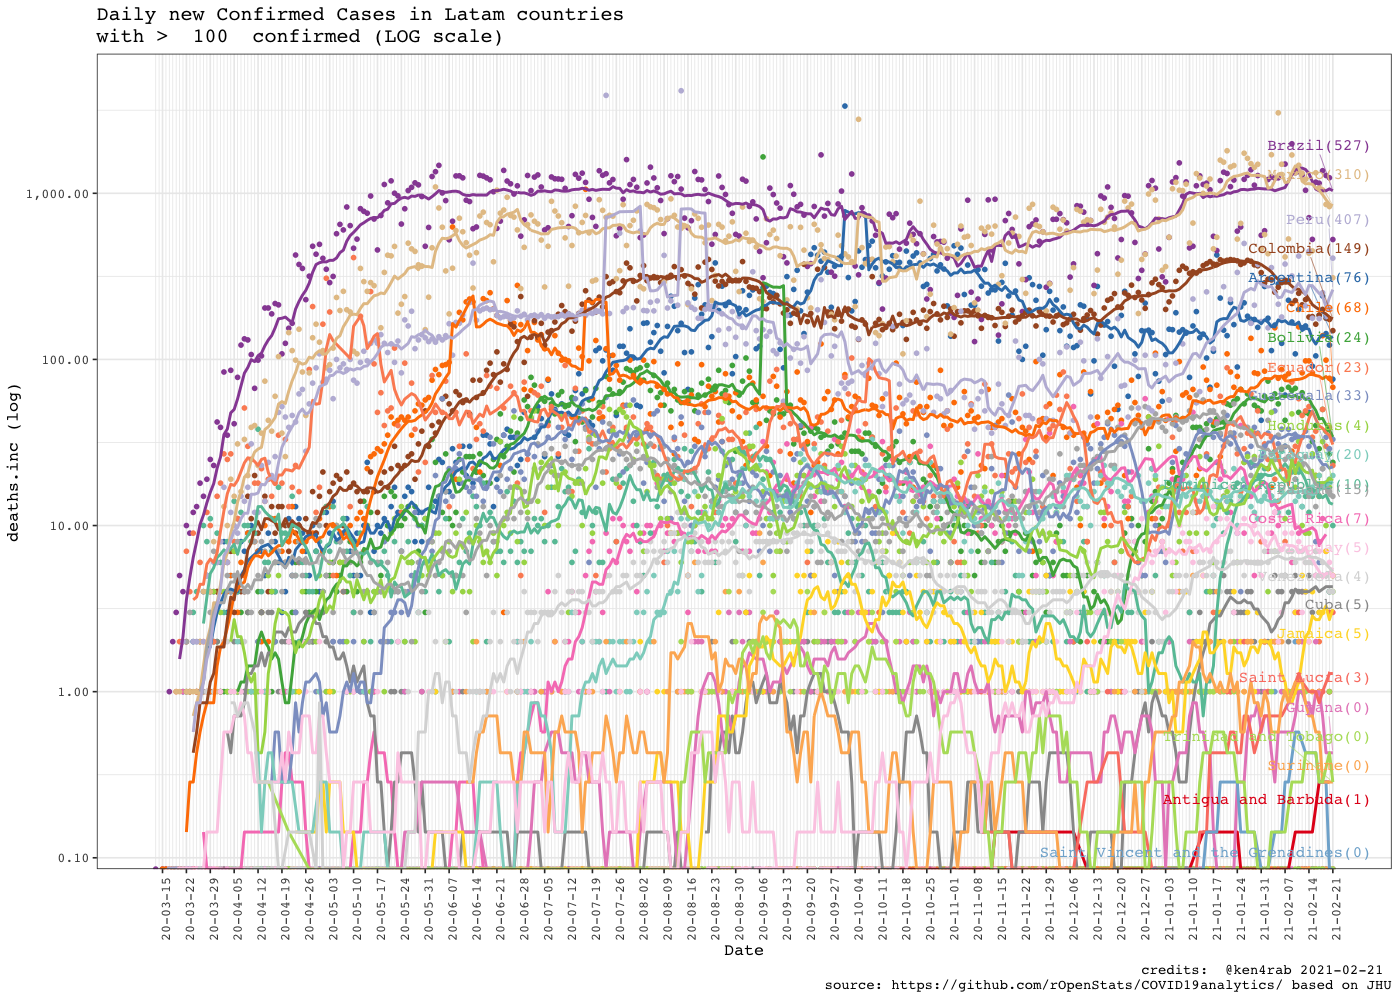 Daily new Confirmed Cases in Latam countries
with >  100  confirmed (LOG scale)
deaths.inc (log)
1,000.00
100.00
10.00
1.00
0.10
Brazil(527)
Mexico(310)
Peru(407)
Colombia(149)
Argentina(76)
Chile(68)
Bolivia(24)
Ecuador(23)
Guatemala(33)
Honduras(4)
(20)
Dominican Republic(10)
Costa Rica(7)
(5)
Venezuela(4)
Cuba(5)
Jamaica(5)
Saint Lucia(3)
Guyana(0)
Trinidad and Tobago(0)
Suriname(0)
Antigua and Barbuda(1)
Saint Vincent and the Grenadines(0)
20-03-15
20-03-22
20-03-29
20-04-05
20-04-12
20-04-19
20-04-26
20-05-03
20-05-10
20-05-17
20-05-24
20-05-31
20-06-07
20-06-14
20-06-21
20-06-28
20-07-05
20-07-12
20-07-19
20-07-26
20-08-02
20-08-09
20-08-16
20-08-23
20-08-30
20-09-06
20-09-13
20-09-20
20-09-27
20-10-04
20-10-11
20-10-18
20-10-25
20-11-01
20-11-08
20-11-15
20-11-22
20-11-29
20-12-06
20-12-13
20-12-20
20-12-27
21-01-03
21-01-10
21-01-17
21-01-24
21-01-31
21-02-07
21-02-14
21-02-21
Date
credits:  @ken4rab 2021-02-21
source: https://github.com/rOpenStats/COVID19analytics/ based on JHU